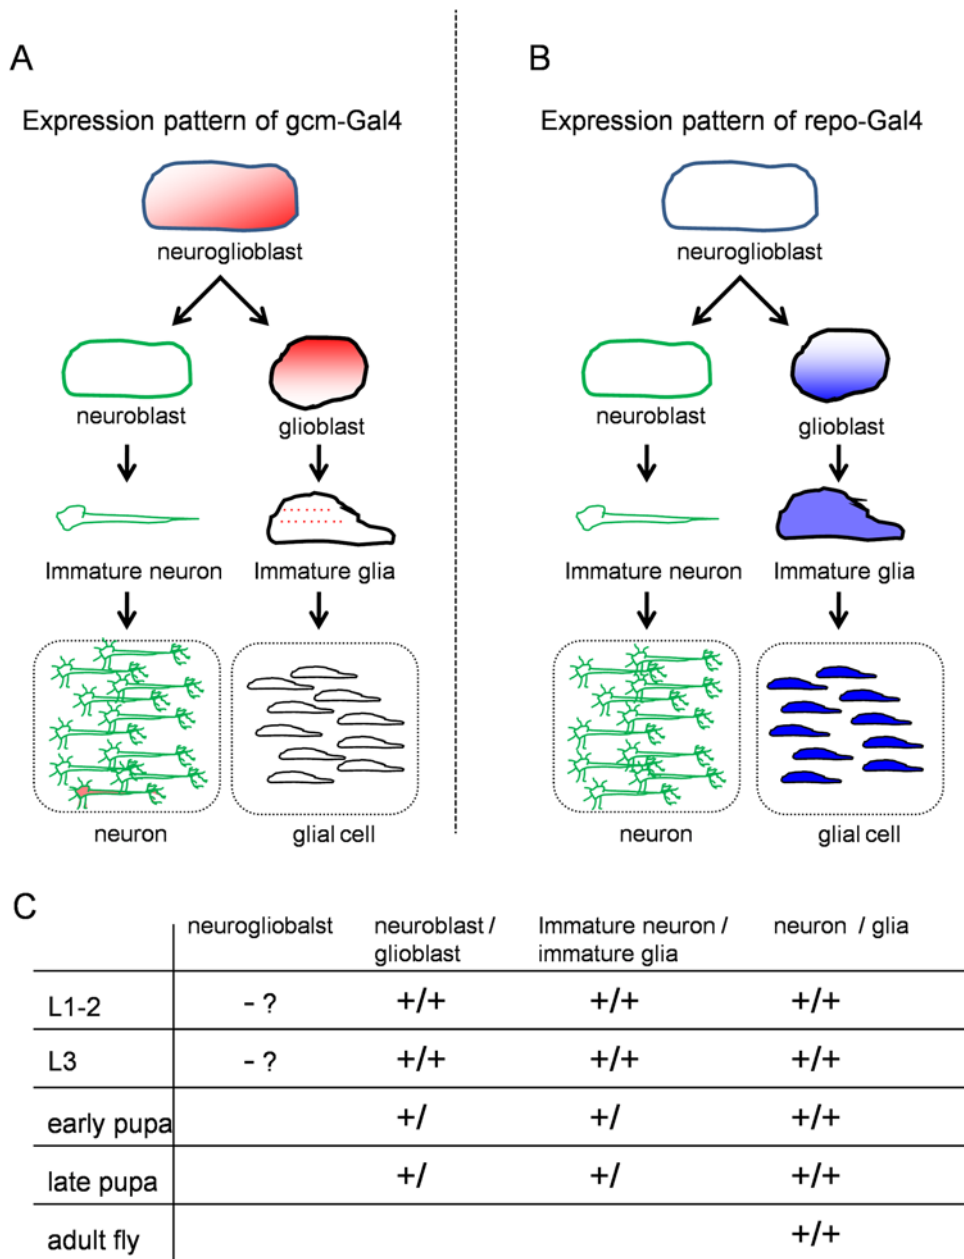 A
Expression pattern of gcm-Gal4
neuroglioblast
neuroblast
glioblast
Immature neuron
Immature glia
neuron
glial cell
B
Expression pattern of repo-Gal4
neuroglioblast
neuroblast
glioblast
Immature neuron
Immature glia
neuron
glial cell
C
neurogliobalst neuroblast / Immature neuron / neuron / glia
glioblast immature glia
L1-2 - ? +/+ +/+ +/+
L3 - ? +/+ +/+ +/+
early pupa +/ +/ +/+
late pupa +/ +/ +/+
adult fly +/+